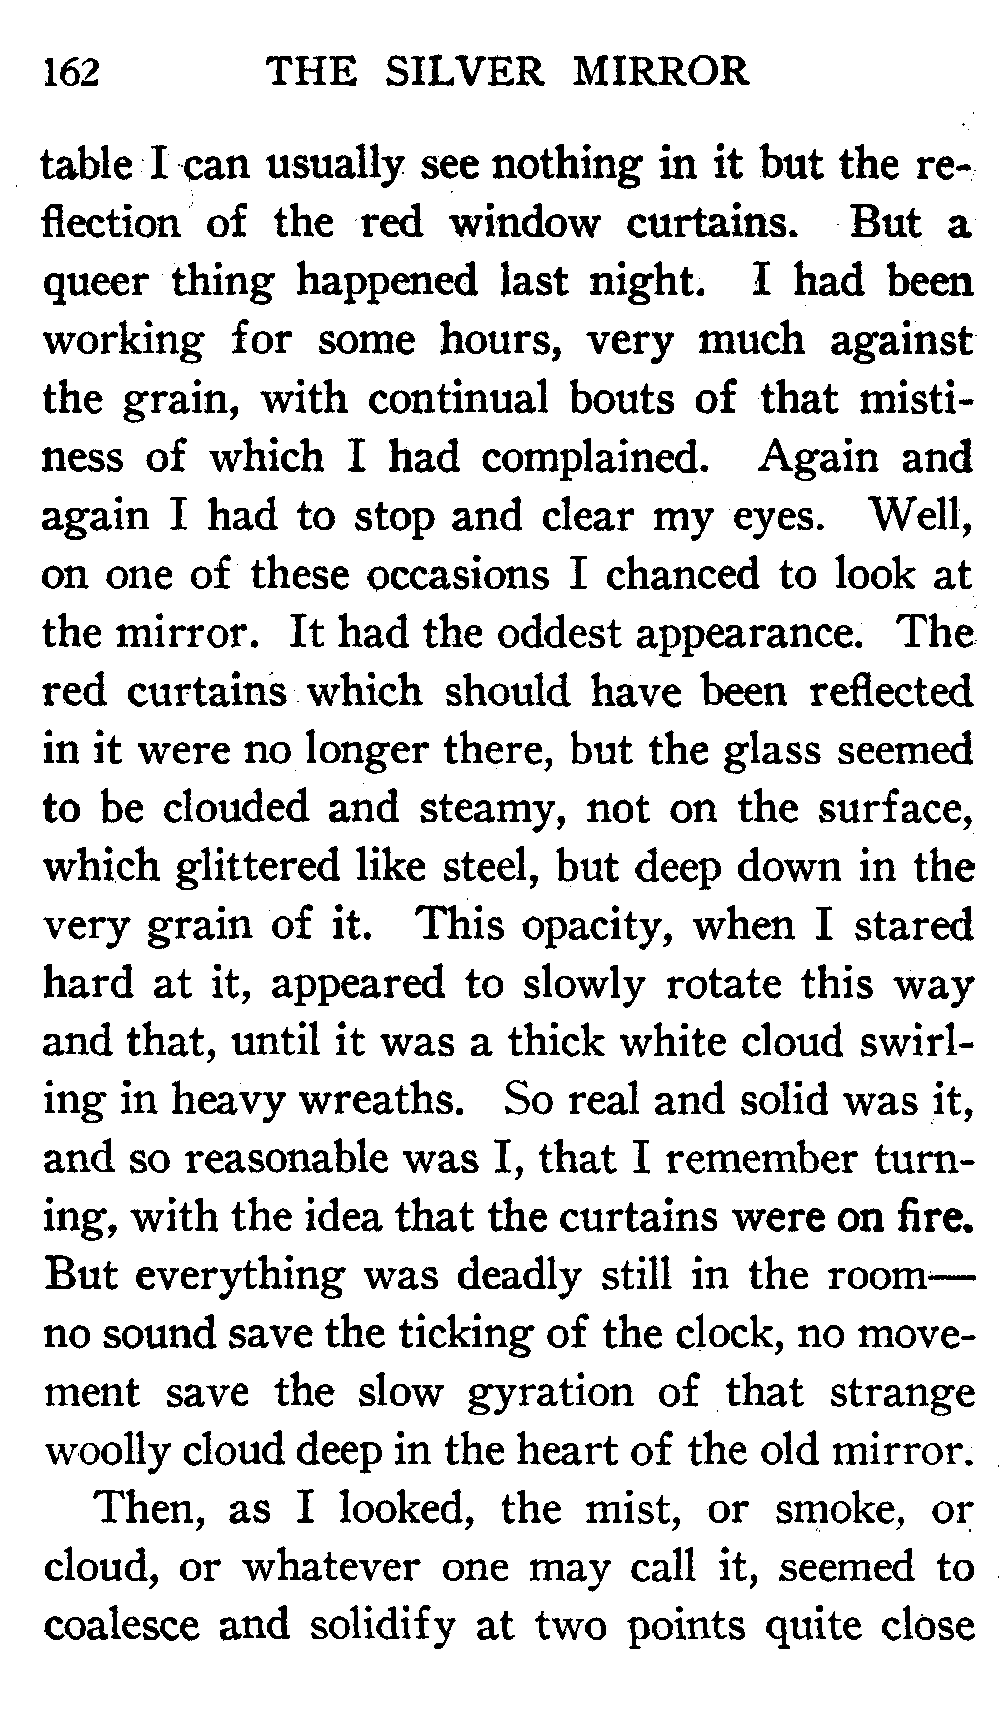 162 THE SILVER MIRROR
table I can usually see nothing in it but the re-
flection of the red window curtains. But a
queer thing happened last night. I had been
working for some hours, very much against
the grain, with continual bouts of that misti-
ness of which I had complained. Again and
again I had to stop and clear my eyes. Well,
on one of these occasions I chanced to look at
the mirror. It had the oddest appearance. The
red curtains which should have been reflected
in it were no longer there, but the glass seemed
to be clouded and steamy, not on the surface,
which glittered like steel, but deep down in the
very grain of it. This opacity, when I stared
hard at it, appeared to slowly rotate this way
and that, until it was a thick white cloud swirl-
ing in heavy wreaths. So real and solid was it,
and so reasonable was I, that I remember turn-
ing, with the idea that the curtains were on fire.
But everything was deadly still in the room—
no sound save the ticking of the clock, no move-
ment save the slow gyration of that strange
woolly cloud deep in the heart of the old mirror.
Then, as I looked, the mist, or smoke, or
cloud, or whatever one may call it, seemed to
coalesce and solidify at two points quite close